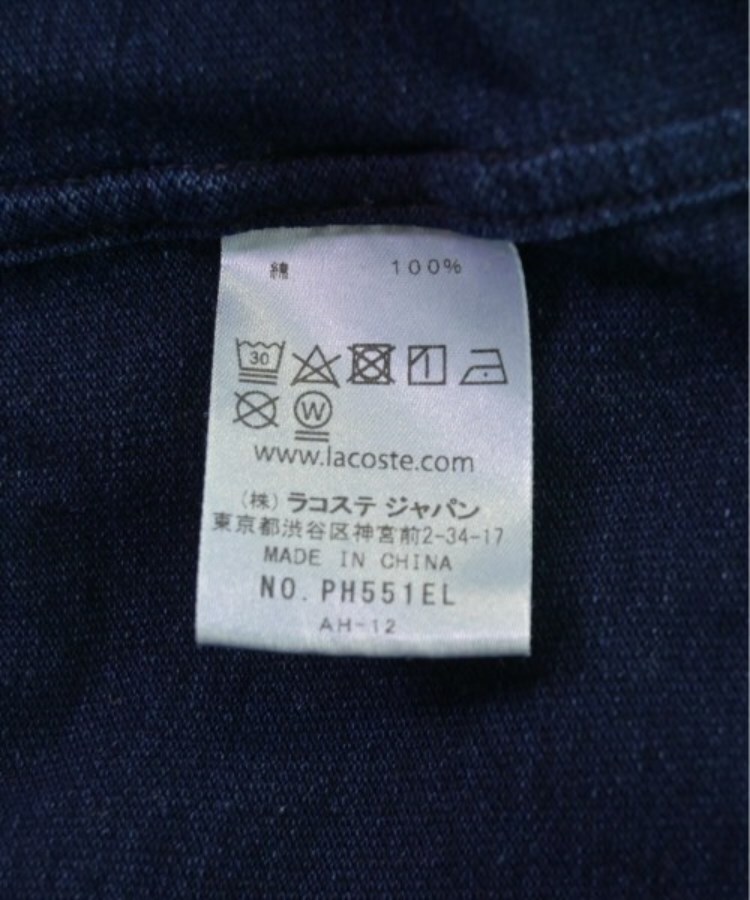 綿 100%
30
W
www.lacoste.com
(株) ラコステ ジャパン
東京都渋谷区神宮前2-34-17
MADE IN CHINA
NO. PH551EL
AH-12